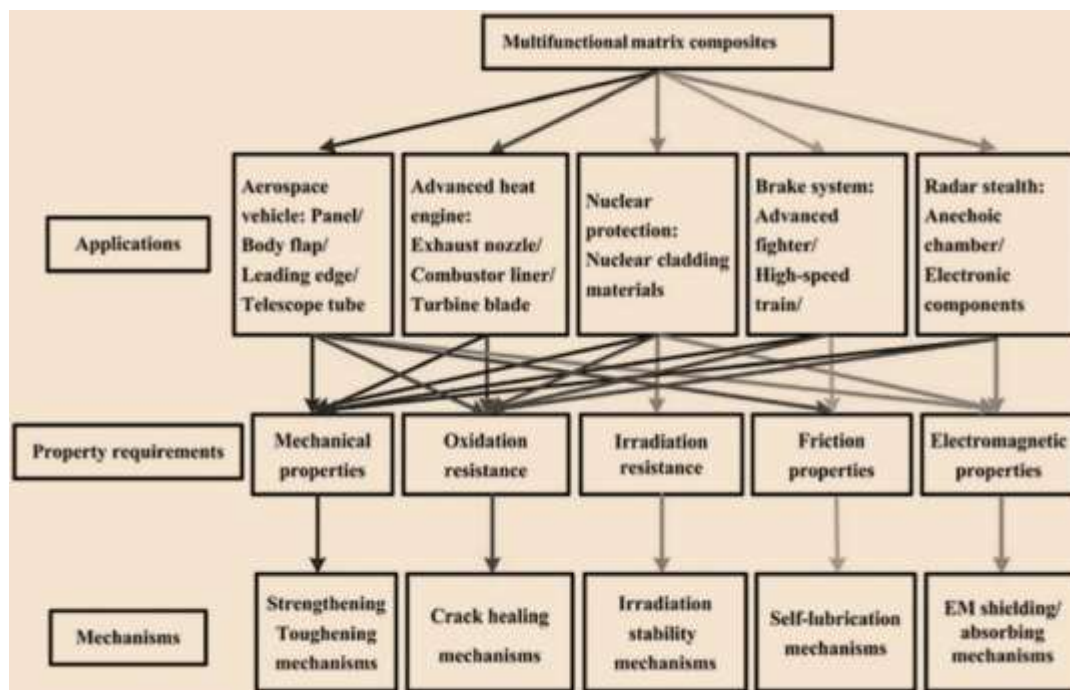 Multifunctional matrix composites
Applications
Aerospace
vehicle: Panel/
Body flap/
Leading edge/
Telescope tube
Advanced heat
engine:
Exhaust nozzle/
Combustor liner/
Turbine blade
Nuclear
protection:
Nuclear cladding
materials
Brake system:
Advanced
fighter/
High-speed
train/
Radar stealth:
Anechoic
chamber/
Electronic
components
Property requirements
Mechanical
properties
Oxidation
resistance
Irradiation
resistance
Friction
properties
Electromagnetic
properties
Mechanisms
Strengthening
Toughening
mechanisms
Crack healing
mechanisms
Irradiation
stability
mechanisms
Self-lubrication
mechanisms
EM shielding/
absorbing
mechanisms